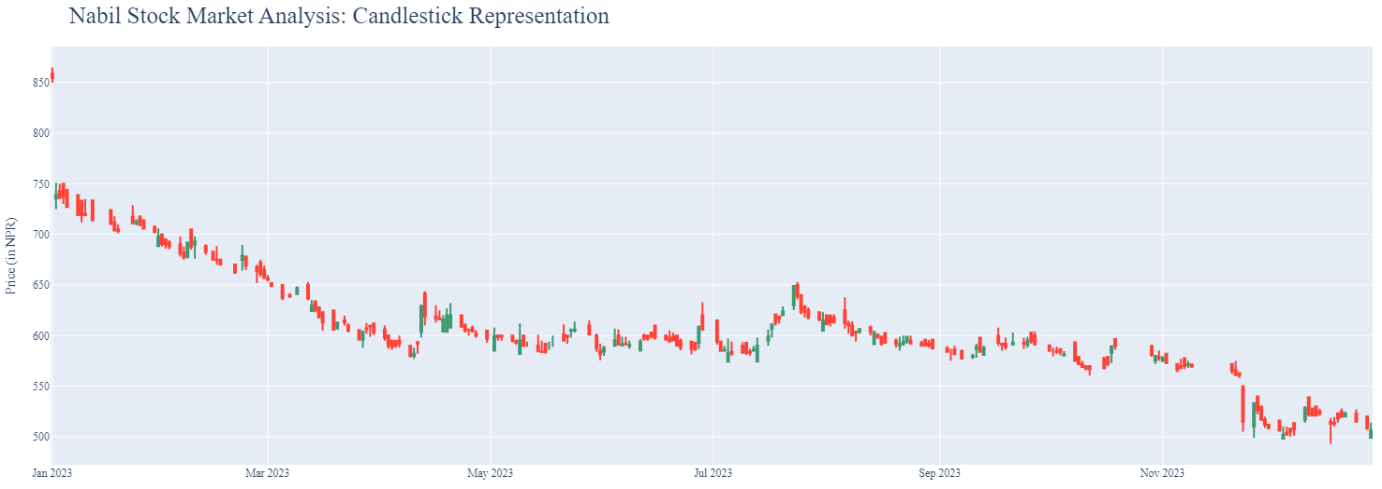 Nabil Stock Market Analysis: Candlestick Representation
850
800
750
700
650
600
550
500
Price (in NPR)
Jan 2023
Mar 2023
May 2023
Jul 2023
Sep 2023
Nov 2023